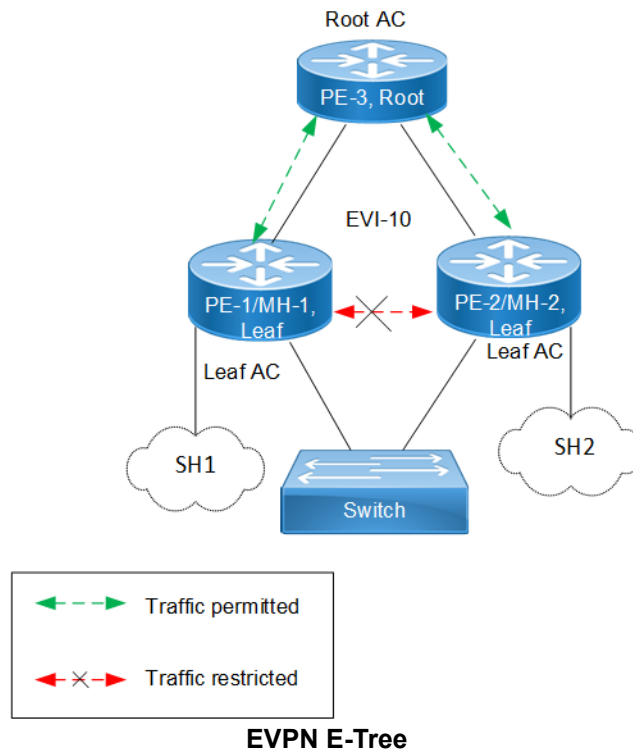 Root AC
PE-3, Root
EVI-10
PE-1/MH-1,
Leaf
PE-2/MH-2,
Leaf
Leaf AC
Leaf AC
SH1
SH2
Switch
Traffic permitted
Traffic restricted
EVPN E-Tree